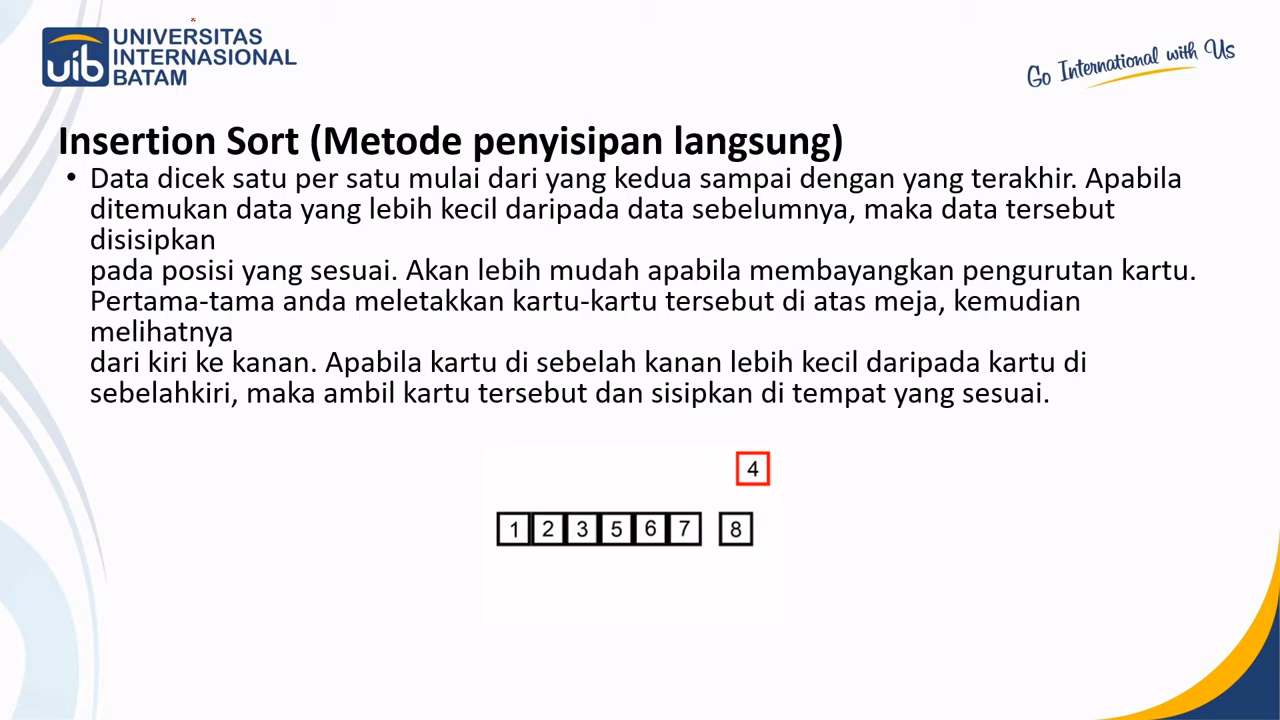 UNIVERSITAS
INTERNASIONAL
BATAM
uib
Go International with Us
Insertion Sort (Metode penyisipan langsung)
• Data dicek satu per satu mulai dari yang kedua sampai dengan yang terakhir. Apabila
ditemukan data yang lebih kecil daripada data sebelumnya, maka data tersebut
disisipkan
pada posisi yang sesuai. Akan lebih mudah apabila membayangkan pengurutan kartu.
Pertama-tama anda meletakkan kartu-kartu tersebut di atas meja, kemudian
melihatnya
dari kiri ke kanan. Apabila kartu di sebelah kanan lebih kecil daripada kartu di
sebelahkiri, maka ambil kartu tersebut dan sisipkan di tempat yang sesuai.
4
1 2 3 5 6 7 8